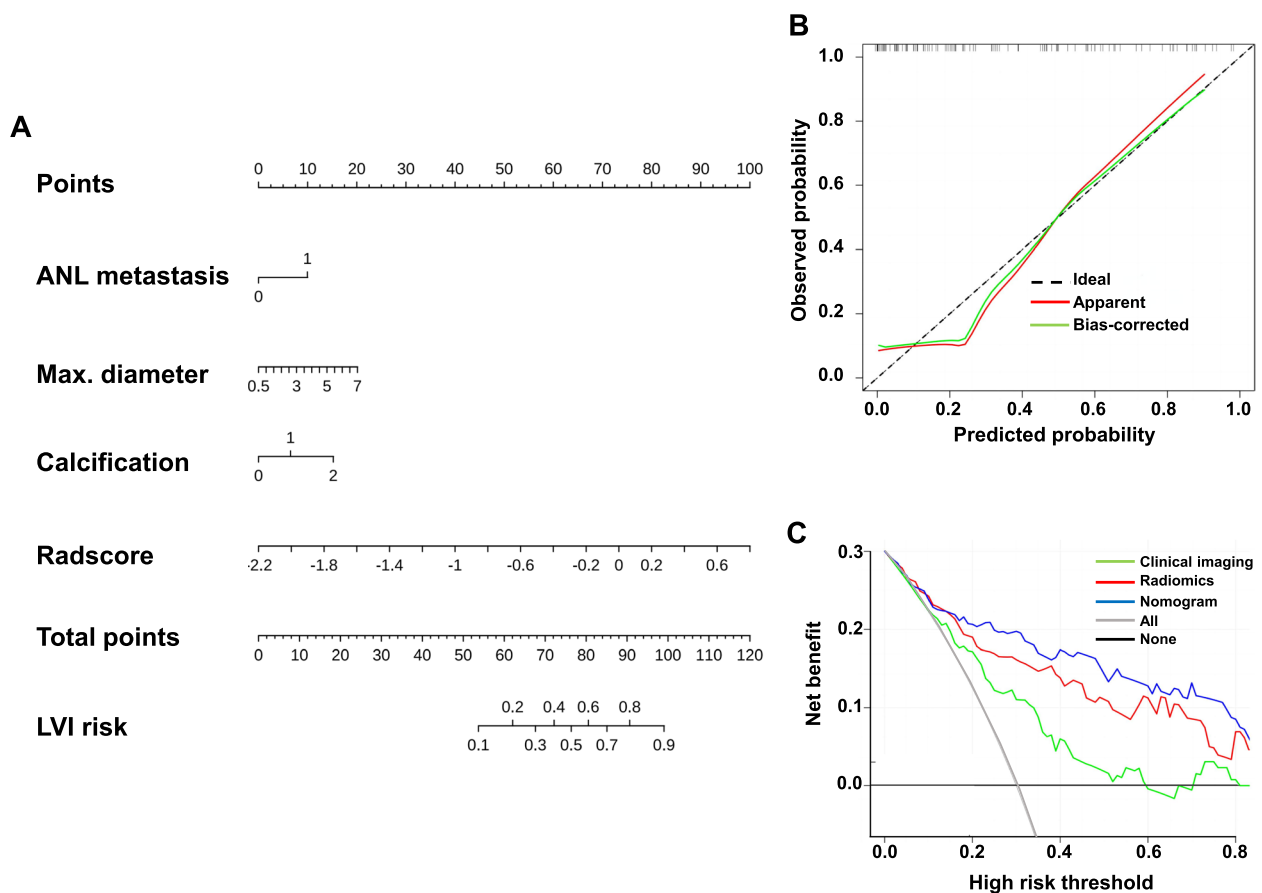 A
Points
0 10 20 30 40 50 60 70 80 90 100
ANL metastasis
1
0
Max. diameter
0.5 3 5 7
Calcification
1
0 2
Radscore
-2.2 -1.8 -1.4 -1 -0.6 -0.2 0 0.2 0.6
Total points
0 10 20 30 40 50 60 70 80 90 100 110 120
LVI risk
0.2 0.4 0.6 0.8
0.1 0.3 0.5 0.7 0.9
B
Observed probability
1.0
0.8
0.6
0.4
0.2
0.0
Ideal
Apparent
Bias-corrected
0.0 0.2 0.4 0.6 0.8 1.0
Predicted probability
C
Net benefit
0.3
0.2
0.1
0.0
Clinical imaging
Radiomics
Nomogram
All
None
0.0 0.2 0.4 0.6 0.8
High risk threshold